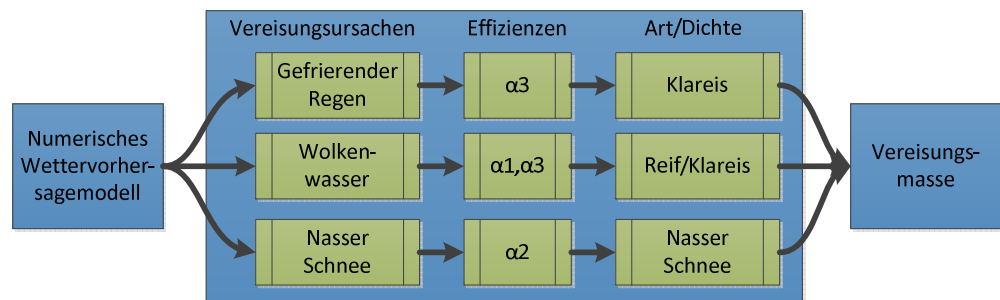 Vereisungsursachen
Effizienzen
Art/Dichte
Numerisches
Wettervorher-
sagemodell
Gefrierender
Regen
α3
Klareis
Wolken-
wasser
α1,α3
Reif/Klareis
Nasser
Schnee
α2
Nasser
Schnee
Vereisungs-
masse